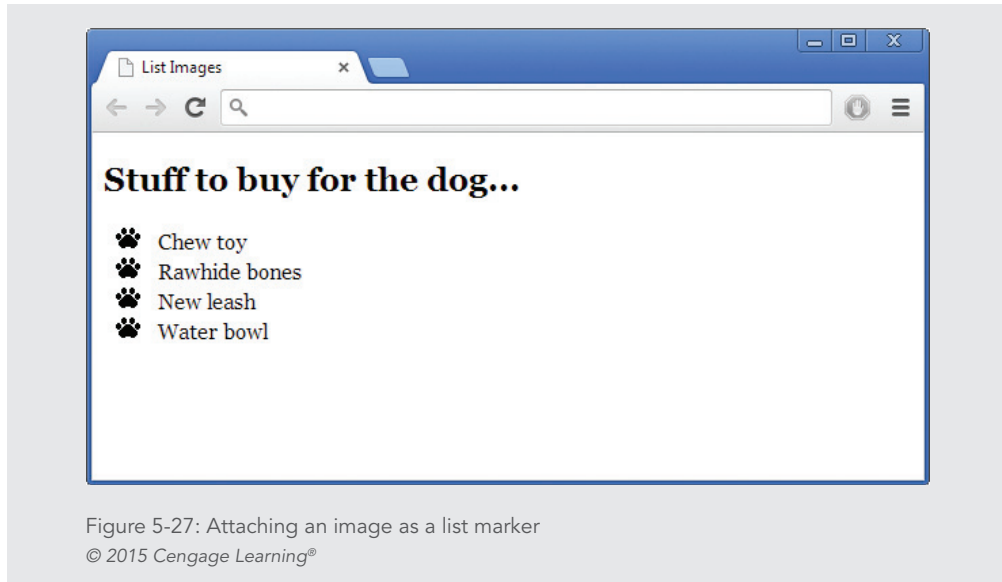 List Images
Stuff to buy for the dog...
Chew toy
Rawhide bones
New leash
Water bowl
Figure 5-27: Attaching an image as a list marker
© 2015 Cengage Learning®